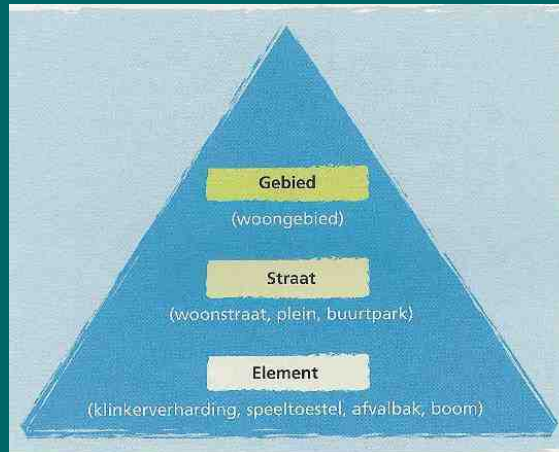 Gebied
(woongebied)
Straat
(woonstraat, plein, buurtpark)
Element
(klinkerverharding, speeltoestel, afvalbak, boom)